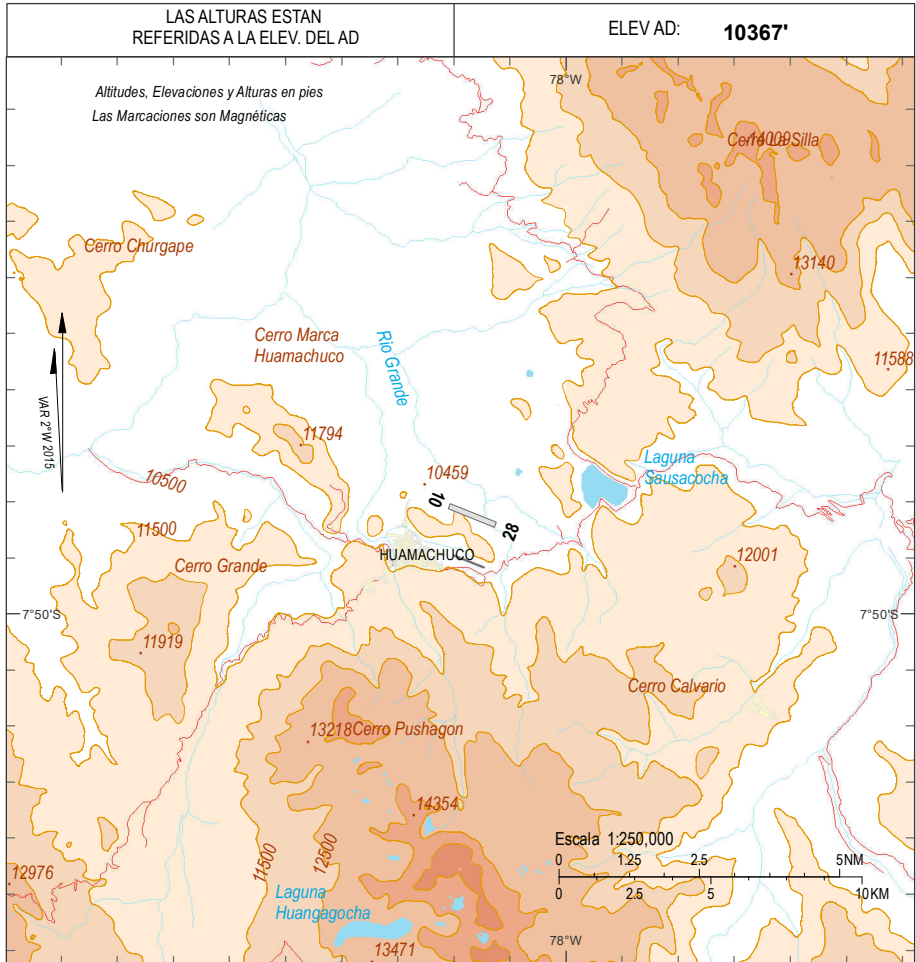 LAS ALTURAS ESTAN
REFERIDAS A LA ELEV. DEL AD
ELEV AD: 10367'
78°W
Altitudes, Elevaciones y Alturas en pies
Las Marcaciones son Magnéticas
Cerro La Silla
14009
Cerro Churgape
13140
Cerro Marca
Huamachuco
Rio Grande
11588
VAR 2°W 2015
11794
10459
Laguna
Sausacocha
10500
10
28
11500
HUAMACHUCO
Cerro Grande
12001
7°50'S
7°50'S
11919
Cerro Calvario
13218
Cerro Pushagon
14354
Escala 1:250,000
0 1.25 2.5 5NM
0 2.5 5 10KM
11500
12500
12976
Laguna
Huangagocha
78°W
13471